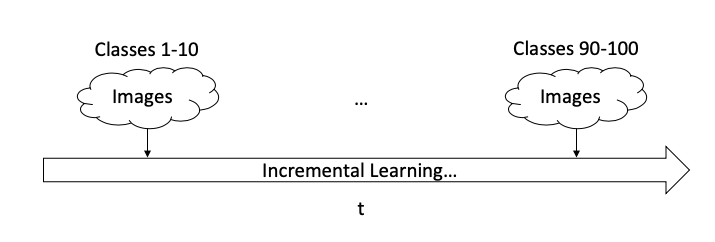 Classes 1-10
Classes 90-100
Images
...
Images
Incremental Learning...
t